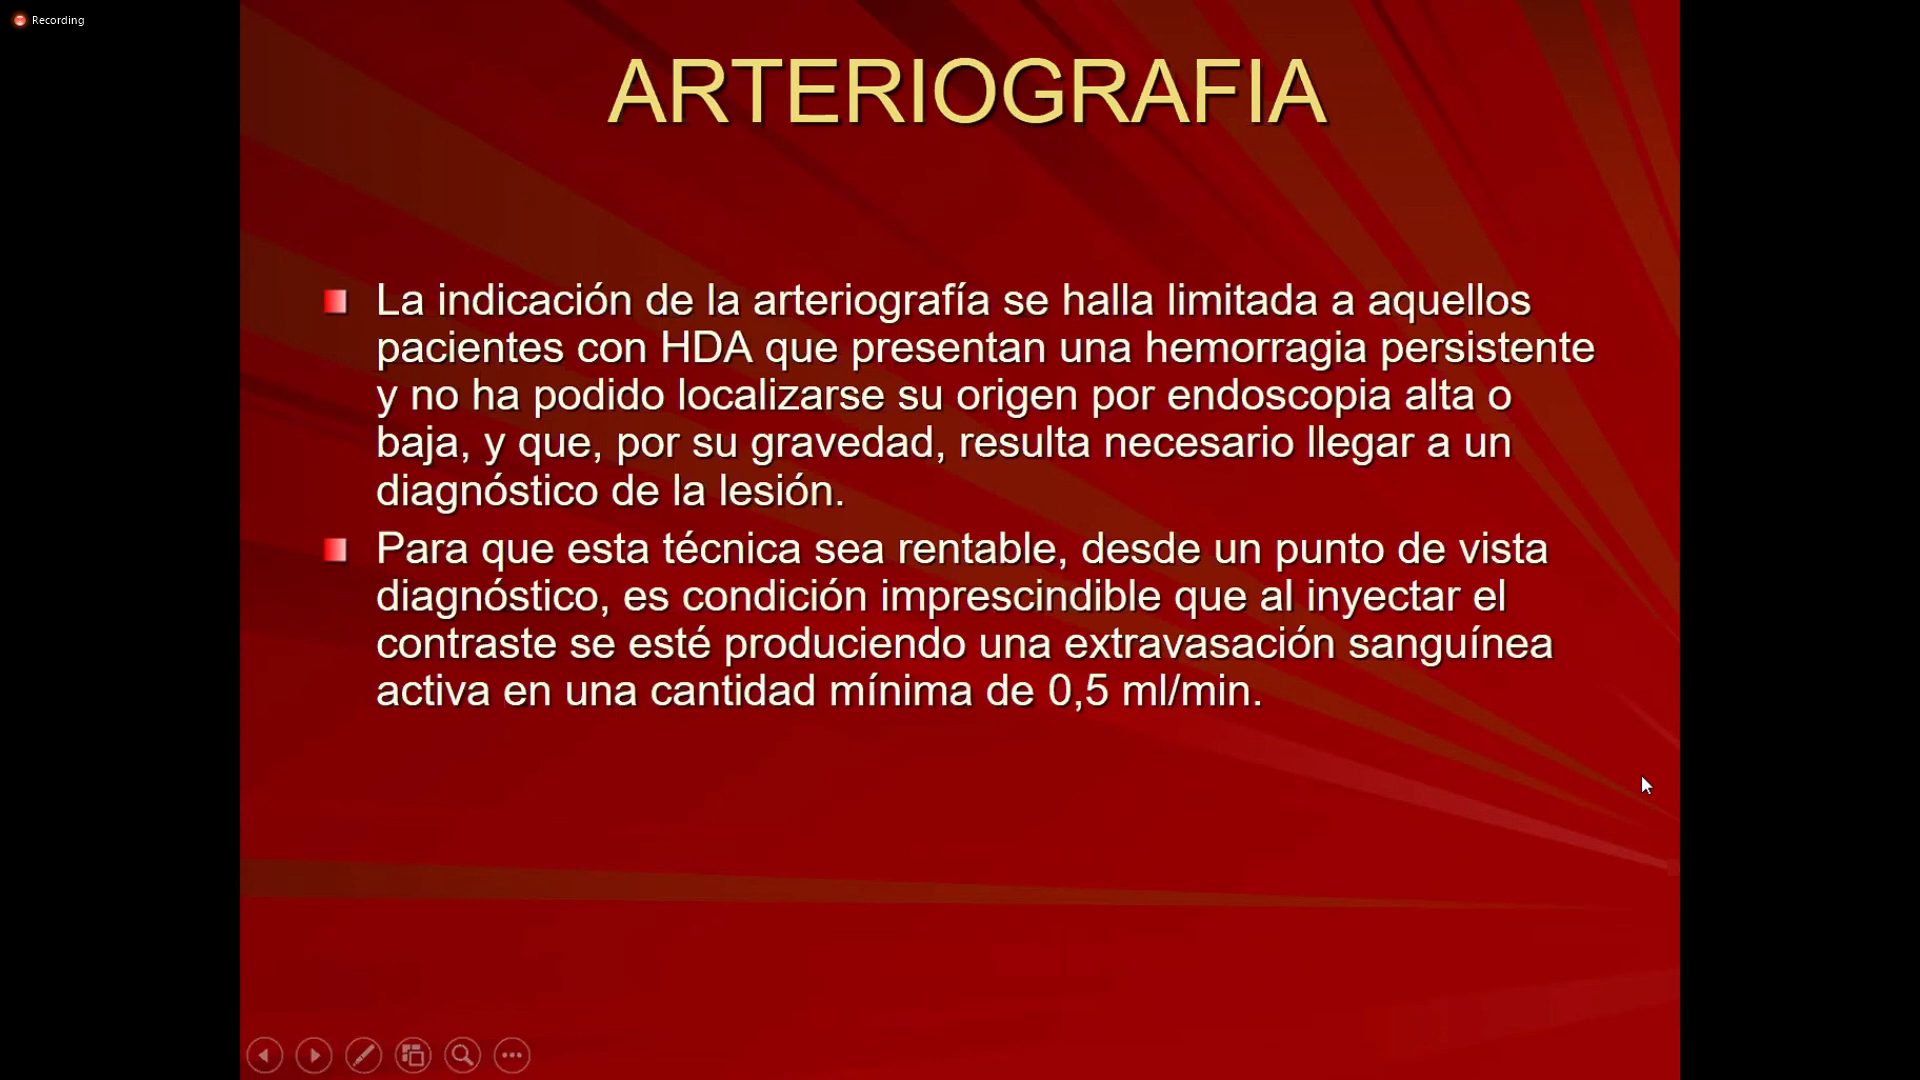 Recording
ARTERIOGRAFIA
La indicación de la arteriografía se halla limitada a aquellos
pacientes con HDA que presentan una hemorragia persistente
y no ha podido localizarse su origen por endoscopia alta o
baja, y que, por su gravedad, resulta necesario llegar a un
diagnóstico de la lesión.
Para que esta técnica sea rentable, desde un punto de vista
diagnóstico, es condición imprescindible que al inyectar el
contraste se esté produciendo una extravasación sanguínea
activa en una cantidad mínima de 0,5 ml/min.